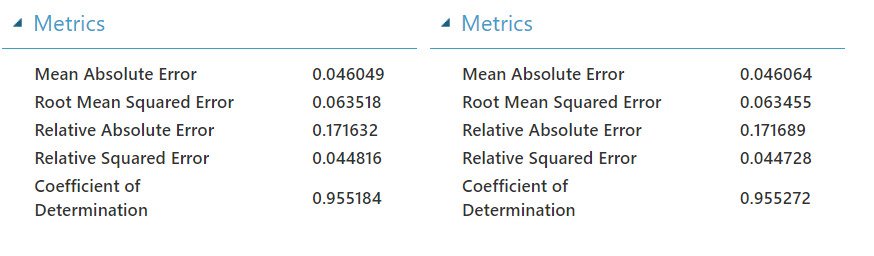 Metrics
Mean Absolute Error 0.046049
Root Mean Squared Error 0.063518
Relative Absolute Error 0.171632
Relative Squared Error 0.044816
Coefficient of
Determination 0.955184
Metrics
Mean Absolute Error 0.046064
Root Mean Squared Error 0.063455
Relative Absolute Error 0.171689
Relative Squared Error 0.044728
Coefficient of
Determination 0.955272